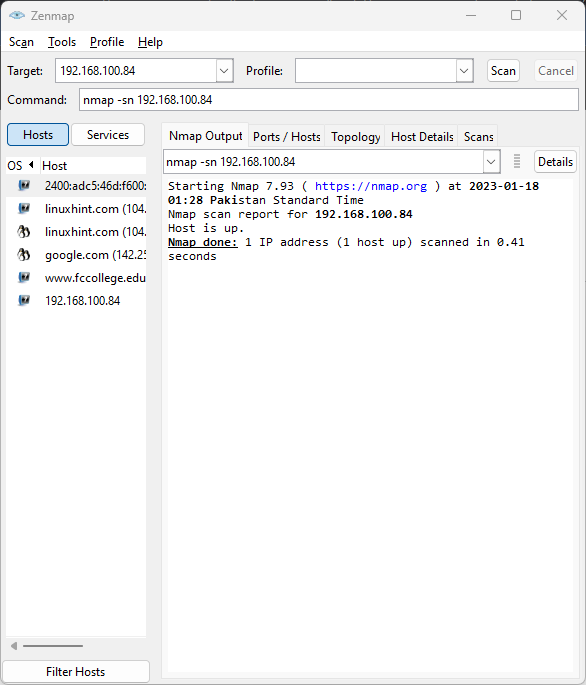 Zenmap
Scan Tools Profile Help
Target: 192.168.100.84 Profile: Scan Cancel
Command: nmap -sn 192.168.100.84
Hosts Services
Nmap Output Ports / Hosts Topology Host Details Scans
OS Host
nmap -sn 192.168.100.84 Details
2400:adc5:46d:f600:
linuxhint.com (104.
linuxhint.com (104.
google.com (142.25
www.fccollege.edu
192.168.100.84
Starting Nmap 7.93 ( https://nmap.org ) at 2023-01-18
01:28 Pakistan Standard Time
Nmap scan report for 192.168.100.84
Host is up.
Nmap done: 1 IP address (1 host up) scanned in 0.41
seconds
Filter Hosts